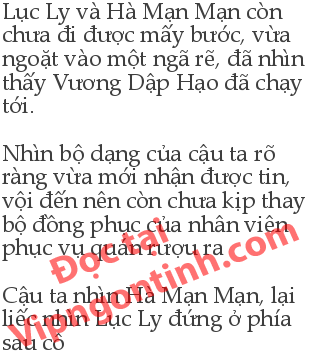 Lục Ly và Hà Mạn Mạn còn
chưa đi được mấy bước, vừa
ngoặt vào một ngã rẽ, đã nhìn
thấy Vương Dập Hạo đã chạy
tới.
Nhìn bộ dạng của cậu ta rõ
ràng vừa mới nhận được tin,
vội đến nên còn chưa kịp thay
bộ đồng phục của nhân viên
phục vụ quán rượu ra
Cậu ta nhìn Hà Mạn Mạn, lại
liếc nhìn Lục Ly đứng ở phía
sau cô
Đọc tại
Vipngontinh.com